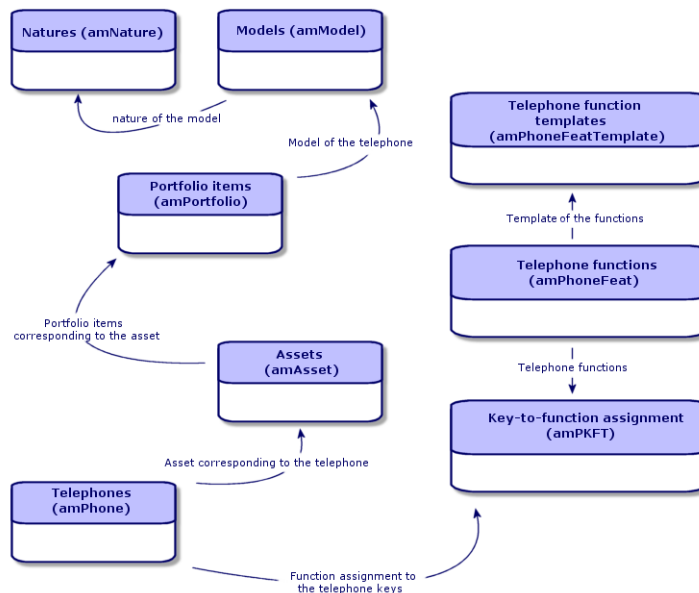 Natures (amNature)
Models (amModel)
nature of the model
Model of the telephone
Telephone function
templates
(amPhoneFeatTemplate)
Portfolio items
(amPortfolio)
Template of the functions
Telephone functions
(amPhoneFeat)
Portfolio items
corresponding to the asset
Assets
(amAsset)
Telephone functions
Key-to-function assignment
(amPKFT)
Asset corresponding to the telephone
Telephones
(amPhone)
Function assignment to
the telephone keys